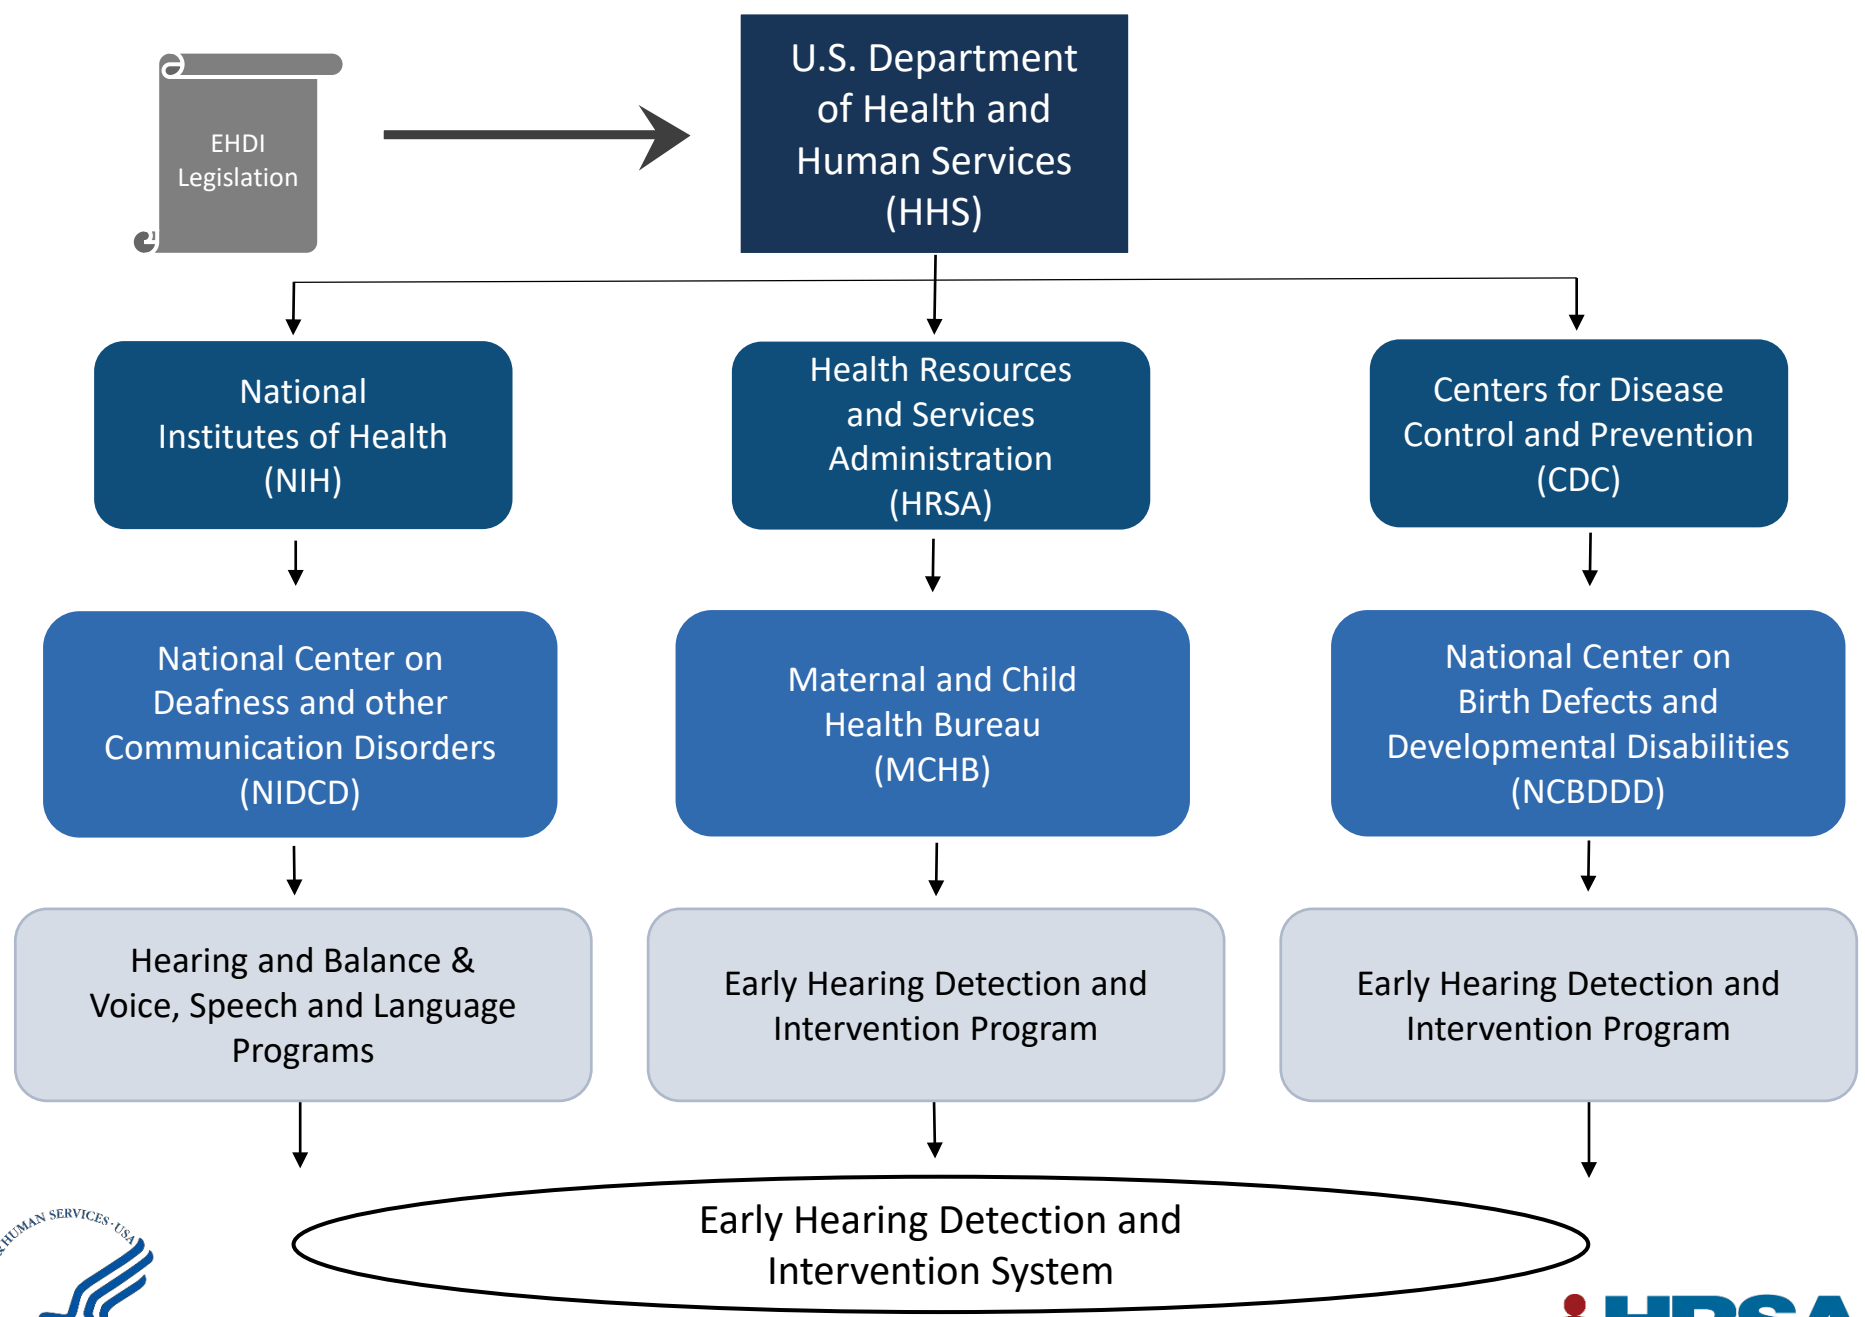 EHDI
Legislation
U.S. Department
of Health and
Human Services
(HHS)
National
Institutes of Health
(NIH)
Health Resources
and Services
Administration
(HRSA)
Centers for Disease
Control and Prevention
(CDC)
National Center on
Deafness and other
Communication Disorders
(NIDCD)
Maternal and Child
Health Bureau
(MCHB)
National Center on
Birth Defects and
Developmental Disabilities
(NCBDDD)
Hearing and Balance &
Voice, Speech and Language
Programs
Early Hearing Detection and
Intervention Program
Early Hearing Detection and
Intervention Program
Early Hearing Detection and
Intervention System
& HUMAN SERVICES · USA
HRSA